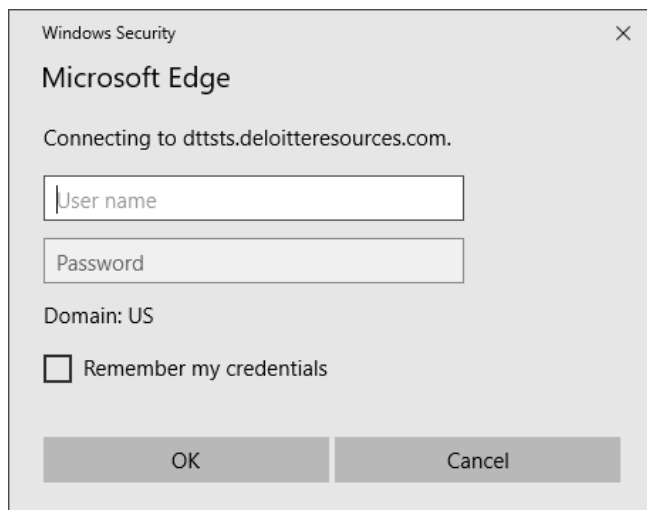 Windows Security
Microsoft Edge
Connecting to dttsts.deloitteresources.com.
User name
Password
Domain: US
Remember my credentials
OK
Cancel